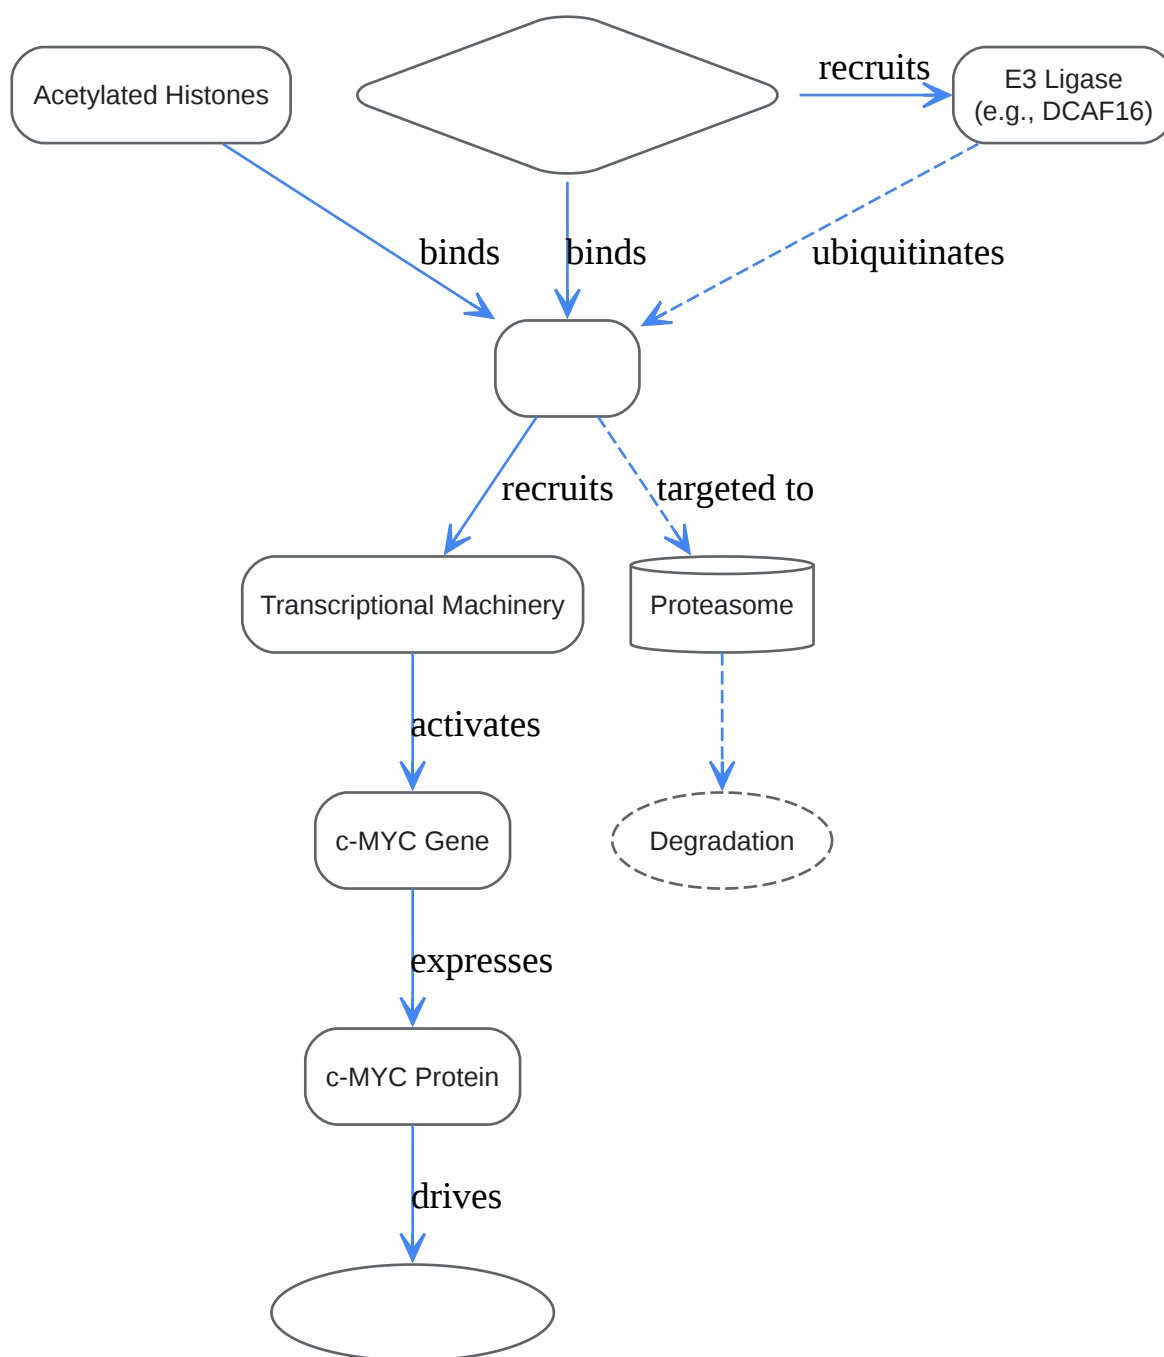 recruits
Acetylated Histones
E3 Ligase
(e.g., DCAF16)
binds
binds
ubiquitinates
recruits
targeted to
Transcriptional Machinery
Proteasome
activates
c-MYC Gene
Degradation
expresses
c-MYC Protein
drives